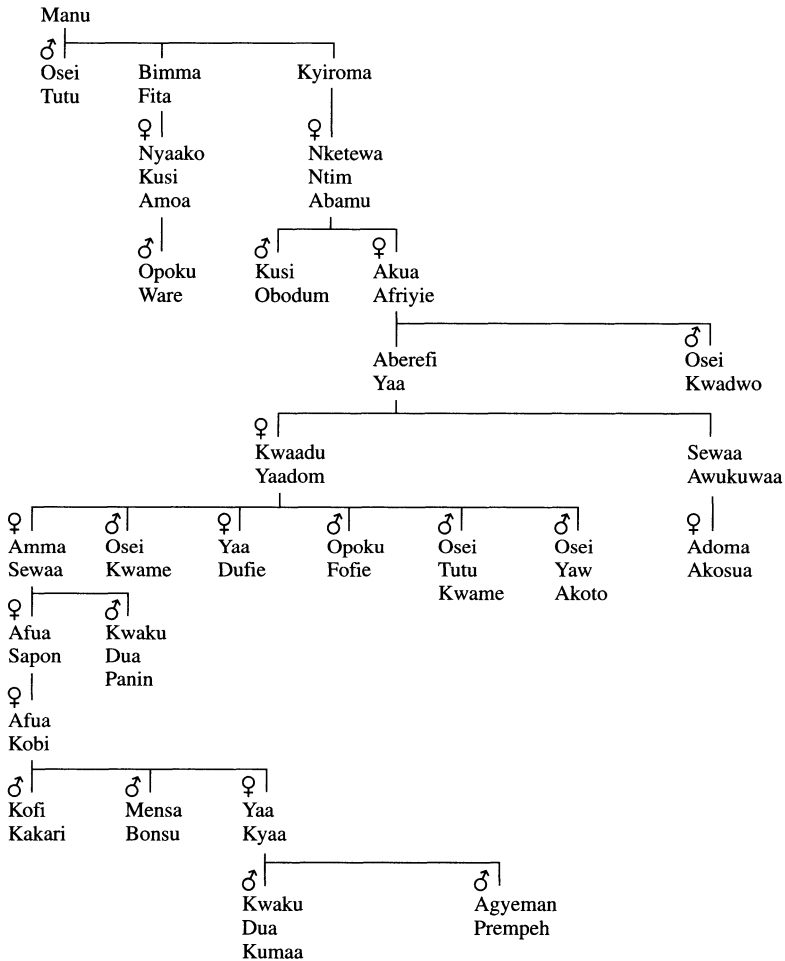 Manu
♂
Osei
Tutu
Bimma
Fita
Kyiroma
♀
Nyaako
Kusi
Amoa
♀
Nketewa
Ntim
Abamu
♂
Opoku
Ware
♂
Kusi
Obodum
♀
Akua
Afriyie
Aberefi
Yaa
♂
Osei
Kwadwo
♀
Kwaadu
Yaadom
Sewaa
Awukuwaa
♀
Amma
Sewaa
♂
Osei
Kwame
♀
Yaa
Dufie
♂
Opoku
Fofie
♂
Osei
Tutu
Kwame
♂
Osei
Yaw
Akoto
♀
Adoma
Akosua
♀
Afua
Sapon
♂
Kwaku
Dua
Panin
♀
Afua
Kobi
♂
Kofi
Kakari
♂
Mensa
Bonsu
♀
Yaa
Kyaa
♂
Kwaku
Dua
Kumaa
♂
Agyeman
Prempeh